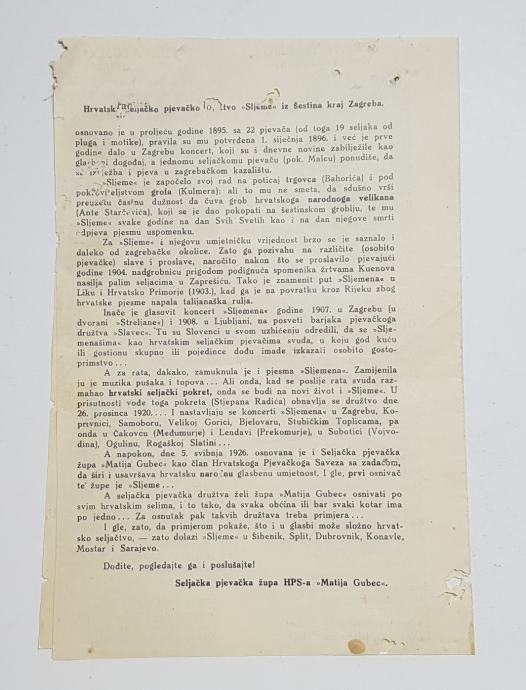 Hrvatsk seljačko pjevačko tvo »Sljeme« iz Šestina kraj Zagreba.
osnovano je u proljeću godine 1895. sa 22 pjevača (od toga 19 seljaka od
pluga i motike), pravila su mu potvrđena 1. siječnja 1896. i već je prve
godine dalo u Zagrebu koncert, koji su i dnevne novine zabilježile kao
glazbeni događaj, a jednomu seljačkomu pjevaču (pok. Malcu) ponudiše, da
se izvježba i pjeva u zagrebačkom kazalištu.
»Sljeme« je započelo svoj rad na poticaj trgovca (Bahorića) i pod
pokroviteljstvom grofa (Kulmera); ali to mu ne smeta, da sdušno vrši
preuzetu častnu dužnost da čuva grob hrvatskoga narodnoga velikana
(Ante Starčevića), koji se je dao pokopati na šestinskom groblju, te mu
»Sljeme« svake godine na dan Svih Svetih kao i na dan njegove smrti
odpjeva pjesmu uspomenku.
Za »Sljeme« i njegovu umjetničku vrijednost brzo se je saznalo i
daleko od zagrebačke okolice. Zato ga pozivahu na različite (osobito
pjevačke) slave i proslave, naročito nakon što se proslavilo pjevajući
godine 1904. nadgrobnicu prigodom podignuća spomenika žrtvama Kuenova
nasilja palim seljacima u Zaprešiću. Tako je znamenit put »Sljemena« u
Liku i Hrvatsko Primorje (1903.), kad ga je na povratku kroz Rijeku zbog
hrvatske pjesme napala talijanaška rulja.
Inače je glasovit koncert »Sljemena« godine 1907. u Zagrebu (u
dvorani »Streljane«) i 1908. u Ljubljani, na posveti barjaka pjevačkoga
društva »Slavec«. Tu su Slovenci u svom uzhićenju odredili, da se »Slje-
menašima« kao hrvatskim seljačkim pjevačima svuda, u koju god kuću
ili gostionu skupno ili pojedince dođu imade izkazati osobito gosto-
primstvo ...
A za rata, dakako, zamuknula je i pjesma »Sljemena«. Zamijenila
ju je muzika pušaka i topova ... Ali onda, kad se poslije rata svuda raz-
mahao hrvatski seljački pokret, onda se budi na novi život i »Sljeme«. U
prisutnosti vođe toga pokreta (Stjepana Radića) obnavlja se društvo dne
26. prosinca 1920. ... I nastavljaju se koncerti »Sljemena« u Zagrebu, Ko-
privnici, Samoboru, Velikoj Gorici, Bjelovaru, Stubičkim Toplicama, pa
onda u Čakovcu (Međumurje) i Lendavi (Prekomurje), u Subotici (Vojvo-
dina), Ogulinu, Rogaškoj Slatini ...
A napokon, dne 5. svibnja 1926. osnovana je i Seljačka pjevačka
župa »Matija Gubec« kao član Hrvatskoga Pjevačkoga Saveza sa zadaćom,
da širi i usavršava hrvatsku narodnu glasbenu umjetnost. I gle, prvi osnivač
te župe je »Sljeme ...
A seljačka pjevačka društva želi župa »Matija Gubec« osnivati po
svim hrvatskim selima, i to tako, da svaka občina ili bar svaki kotar ima
po jedno ... Za osnutak pak takvih društava treba primjera ...
I gle, zato, da primjerom pokaže, što i u glasbi može složno hrvat-
sko seljačtvo, — zato dolazi »Sljeme« u Šibenik, Split, Dubrovnik, Konavle,
Mostar i Sarajevo.
Dođite, pogledajte ga i poslušajte!
Seljačka pjevačka župa HPS-a »Matija Gubec«.